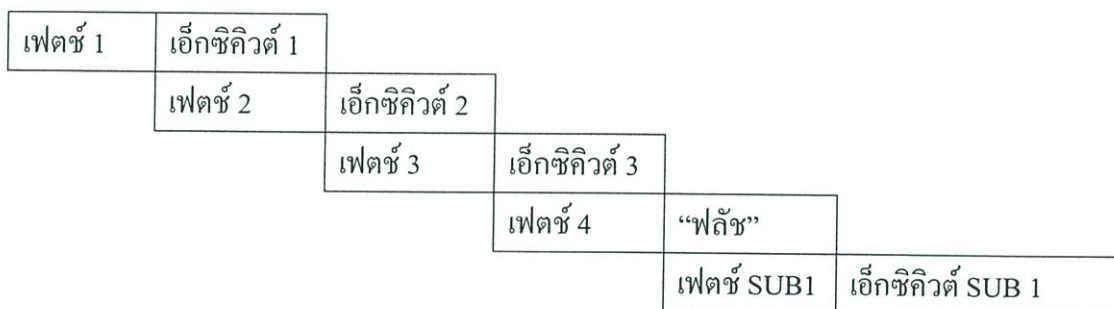 เฟตช์ 1 เอ็กซิคิวต์ 1
เฟตช์ 2 เอ็กซิคิวต์ 2
เฟตช์ 3 เอ็กซิคิวต์ 3
เฟตช์ 4 “ฟลัช”
เฟตช์ SUB1 เอ็กซิคิวต์ SUB 1